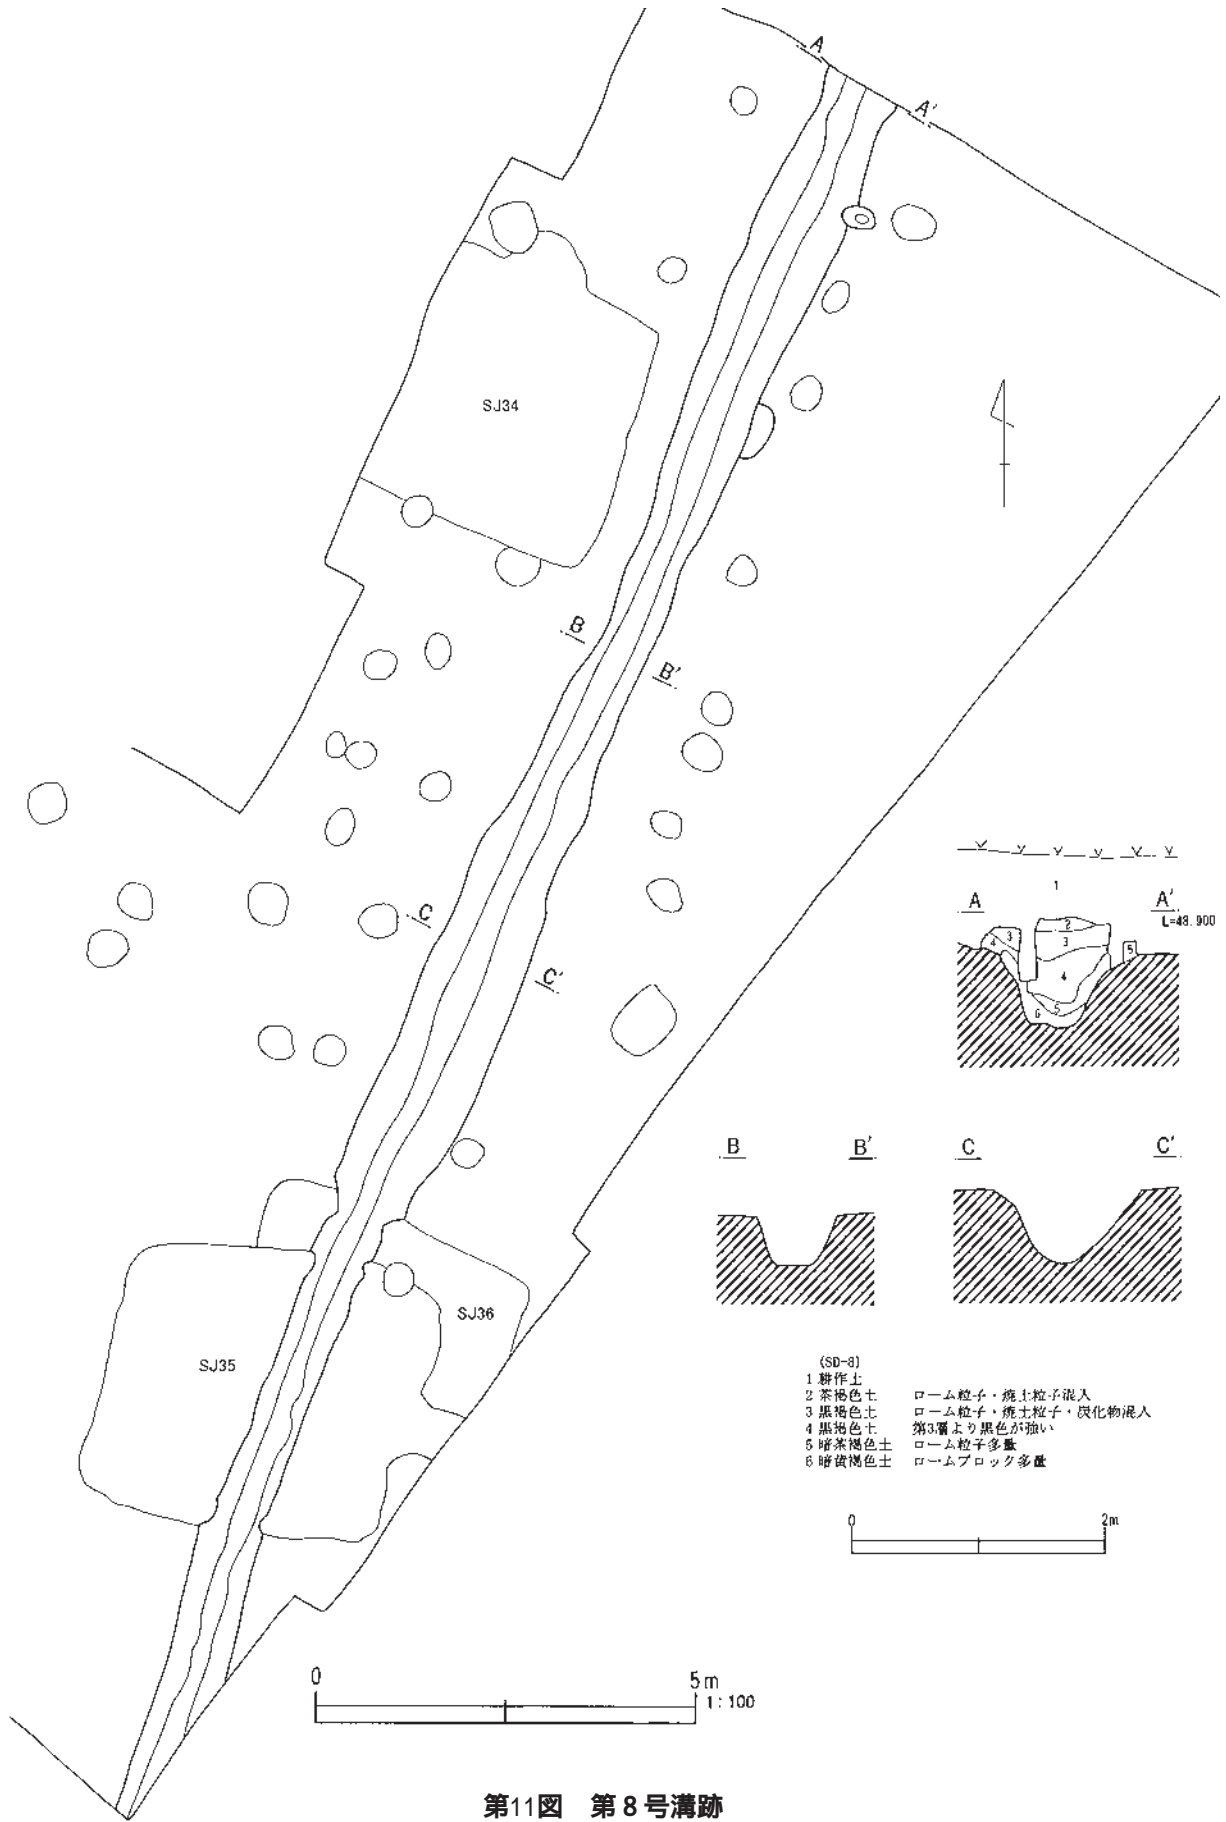 A
A'
SJ34
B
B'
C
C'
1
A A'
L=48.900
2
3 3
4 4 5
5
6
B B' C C'
SJ36
SJ35
(SD-8)
1 耕作土
2 茶褐色土 ローム粒子・焼土粒子混入
3 黒褐色土 ローム粒子・焼土粒子・炭化物混入
4 黒褐色土 第3層より黒色が強い
5 暗茶褐色土 ローム粒子多量
6 暗黄褐色土 ロームブロック多量
0 2m
0 5m
1:100
第11図 第8号溝跡